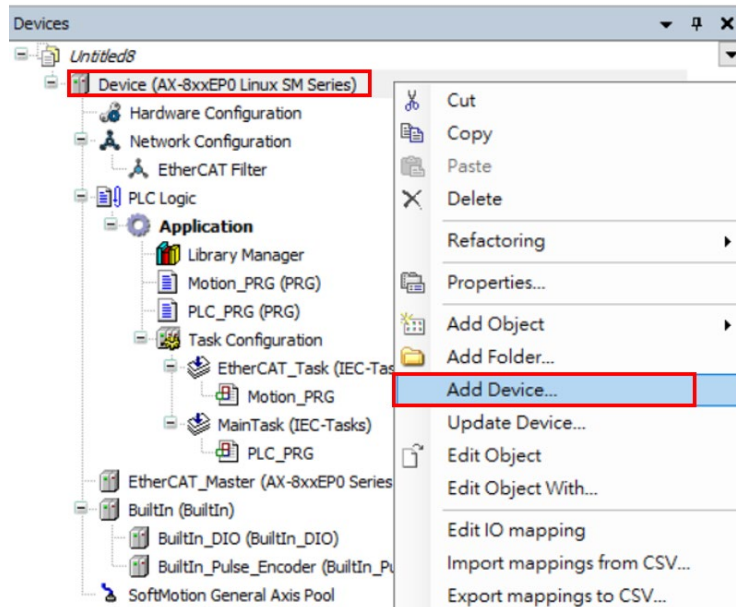 Devices
Untitled8
Device (AX-8xxEP0 Linux SM Series)
Hardware Configuration
Network Configuration
EtherCAT Filter
PLC Logic
Application
Library Manager
Motion_PRG (PRG)
PLC_PRG (PRG)
Task Configuration
EtherCAT_Task (IEC-Tas
Motion_PRG
MainTask (IEC-Tasks)
PLC_PRG
EtherCAT_Master (AX-8xxEP0 Series
BuiltIn (BuiltIn)
BuiltIn_DIO (BuiltIn_DIO)
BuiltIn_Pulse_Encoder (BuiltIn_Pu
SoftMotion General Axis Pool
Cut
Copy
Paste
Delete
Refactoring
Properties...
Add Object
Add Folder...
Add Device...
Update Device...
Edit Object
Edit Object With...
Edit IO mapping
Import mappings from CSV...
Export mappings to CSV...